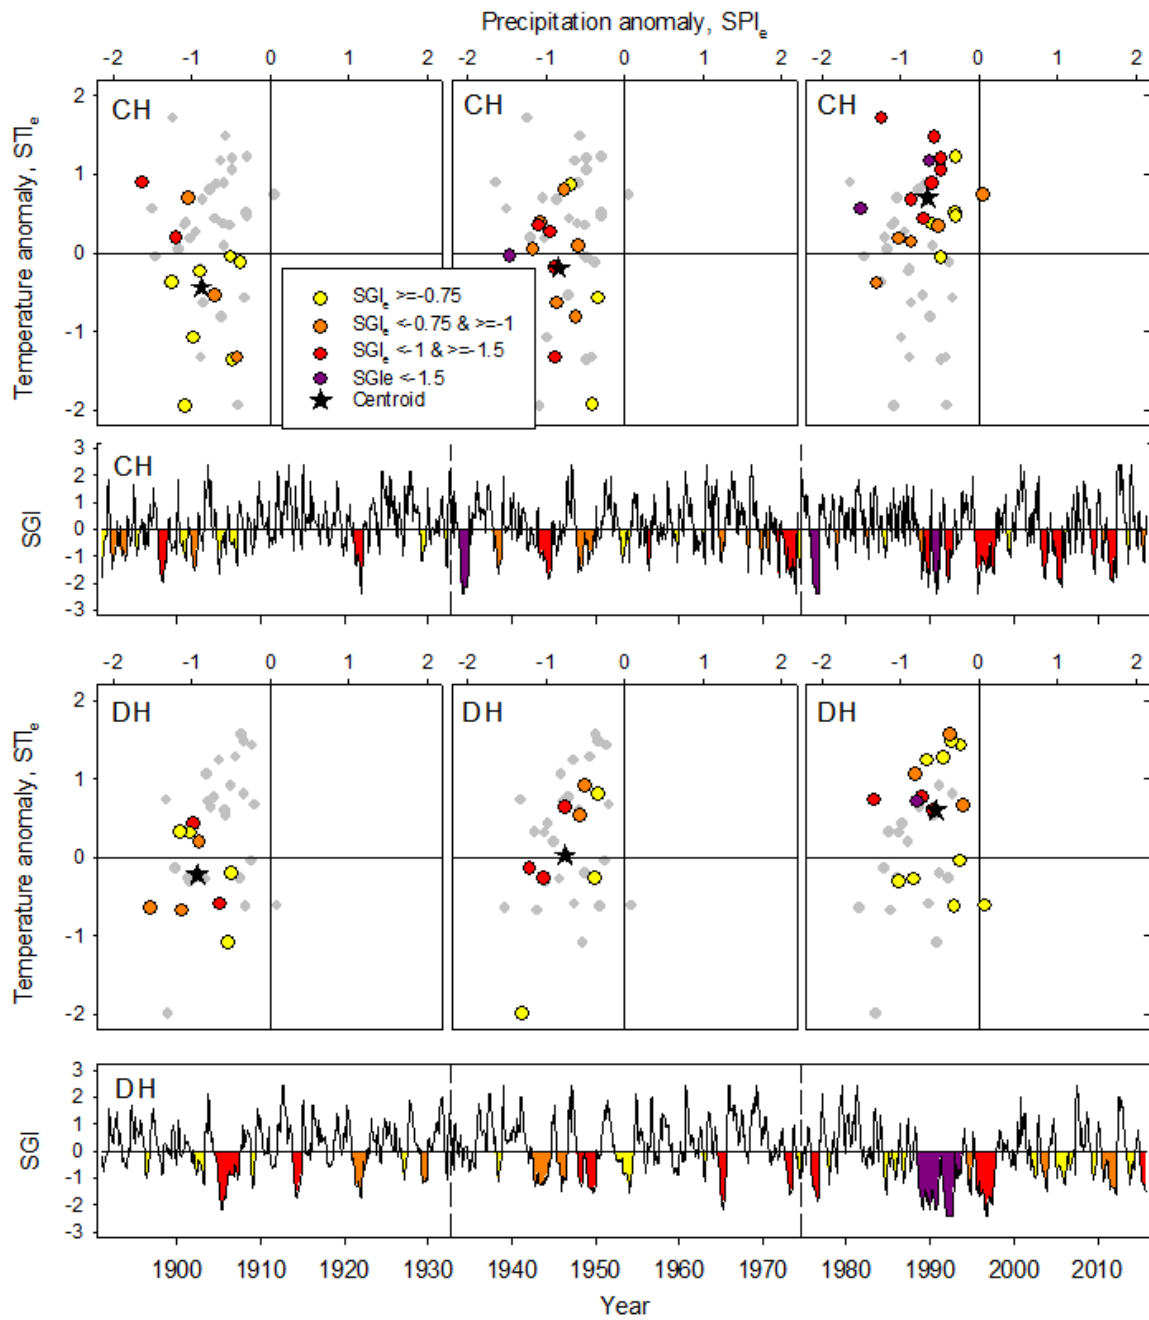 Precipitation anomaly, SPIe
-2 -1 0 1 2 -2 -1 0 1 2 -2 -1 0 1 2
Temperature anomaly, STIe
2
1
0
-1
-2
CH CH CH
SGIe >=-0.75
SGIe <-0.75 & >=-1
SGIe <-1 & >=-1.5
SGIe <-1.5
Centroid
SGI
3
2
1
0
-1
-2
-3
CH
-2 -1 0 1 2 -2 -1 0 1 2 -2 -1 0 1 2
Temperature anomaly, STIe
2
1
0
-1
-2
DH DH DH
SGI
3
2
1
0
-1
-2
-3
DH
1900 1910 1920 1930 1940 1950 1960 1970 1980 1990 2000 2010
Year